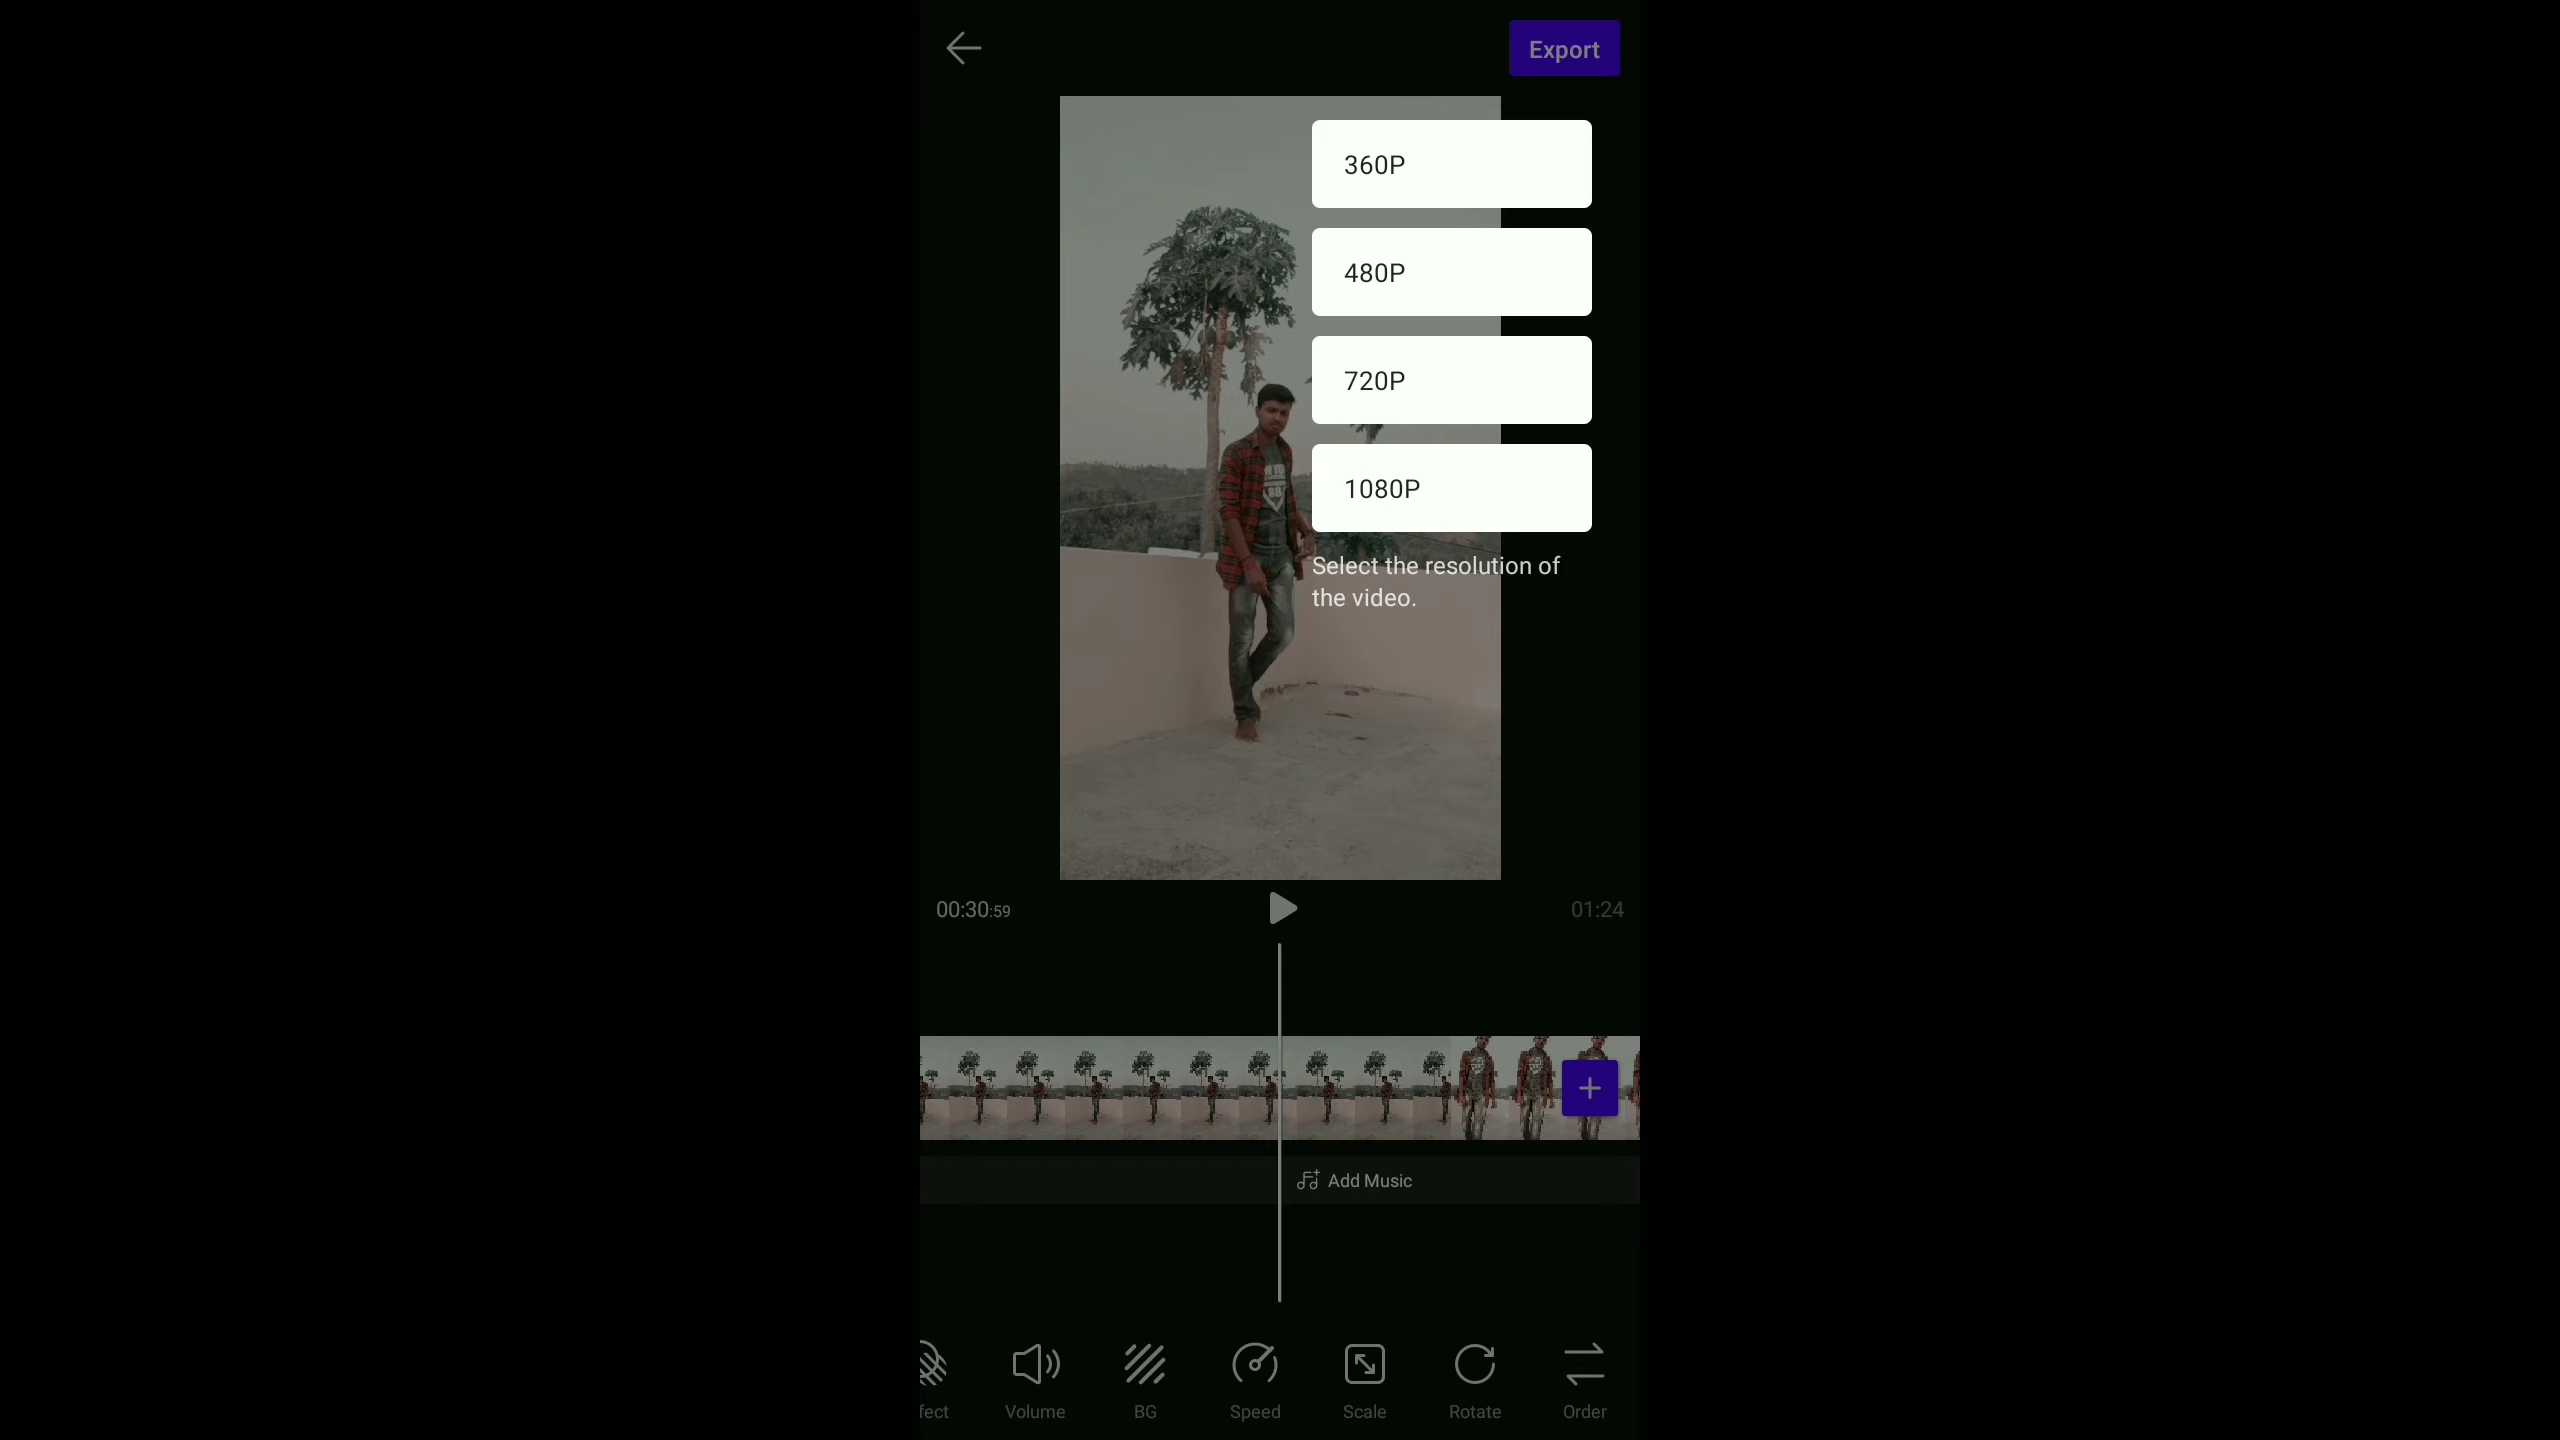 Export
360P
480P
720P
1080P
Select the resolution of
the video.
00:30:59
01:24
Add Music
fect
Volume
BG
Speed
Scale
Rotate
Order